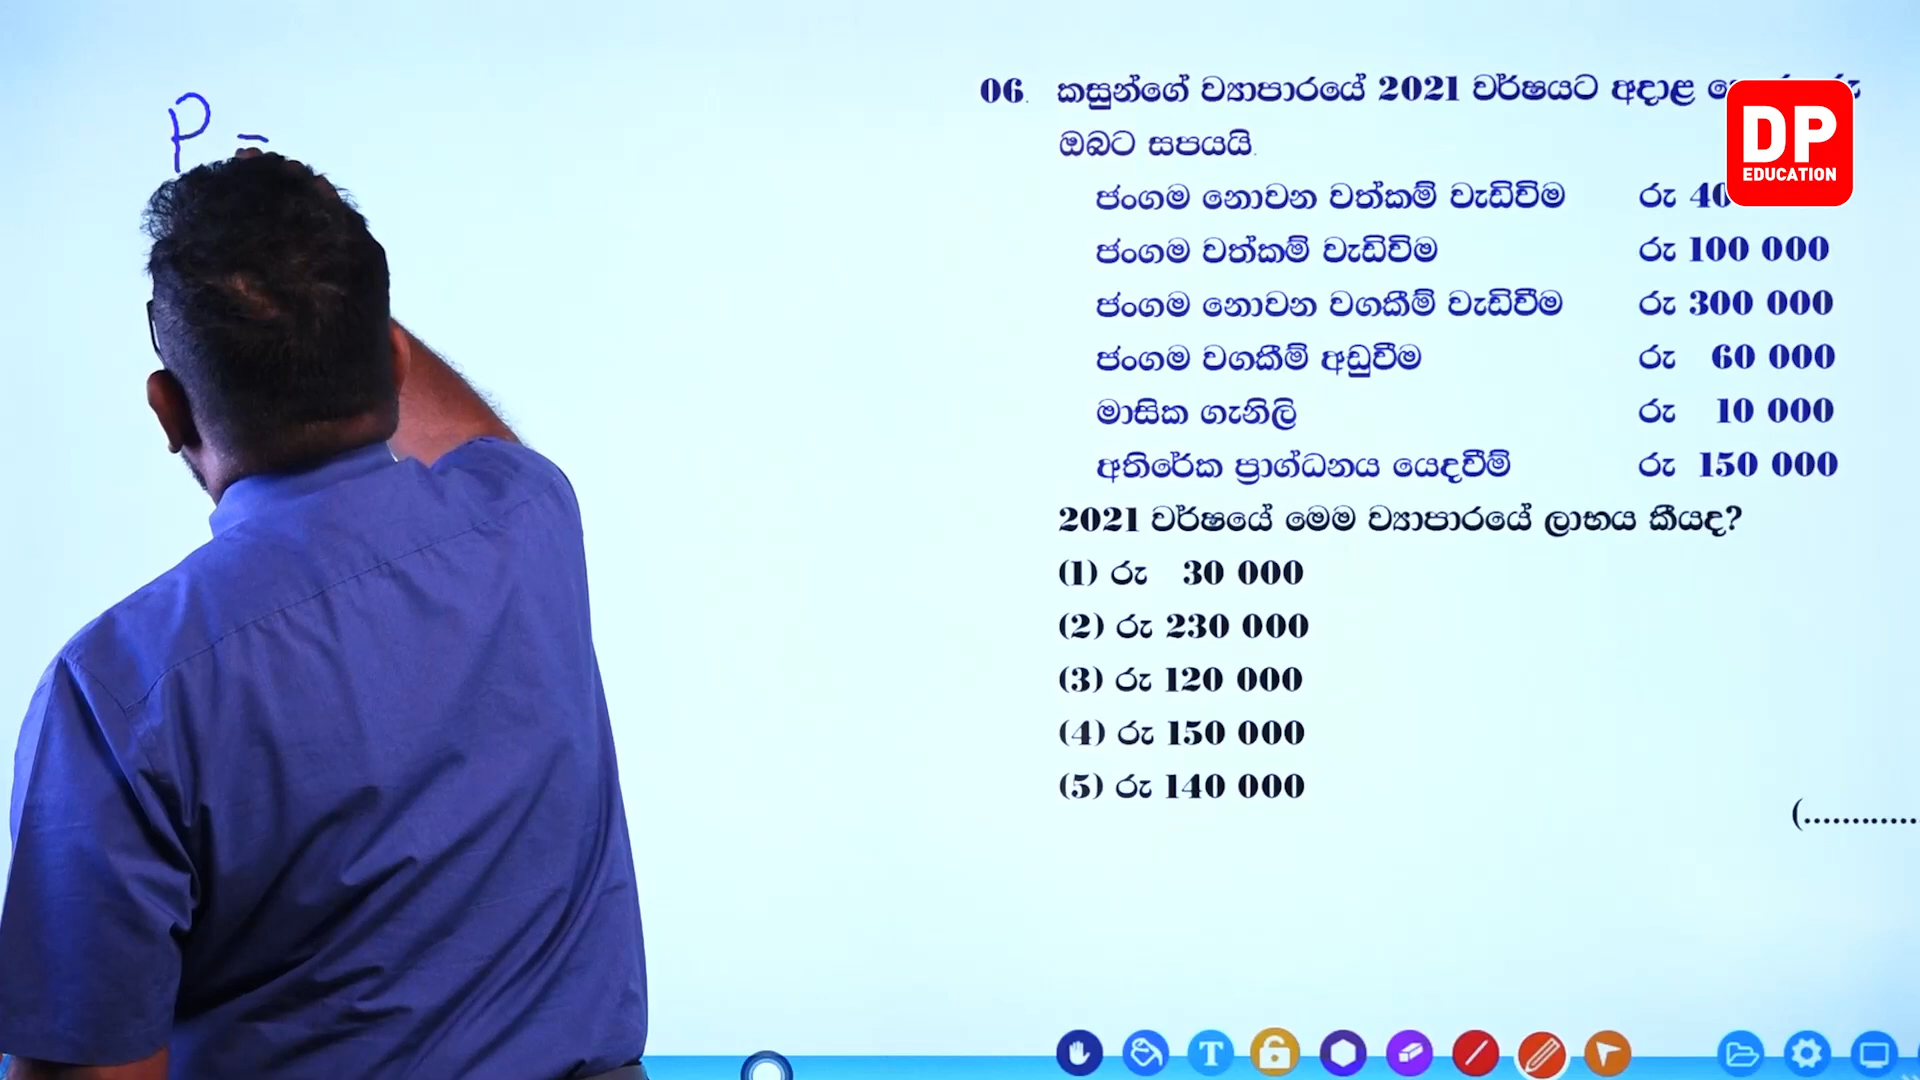 P =
06. කසුන්ගේ ව්‍යාපාරයේ 2021 වර්ෂයට අදාළ
DP
EDUCATION
ඔබට සපයයි.
ජංගම නොවන වත්කම් වැඩිවිම රු 40
ජංගම වත්කම් වැඩිවිම රු 100 000
ජංගම නොවන වගකීම් වැඩිවීම රු 300 000
ජංගම වගකීම් අඩුවීම රු 60 000
මාසික ගැනිලි රු 10 000
අතිරේක ප්‍රාග්ධනය යෙදවීම් රු 150 000
2021 වර්ෂයේ මෙම ව්‍යාපාරයේ ලාභය කීයද?
(1) රු 30 000
(2) රු 230 000
(3) රු 120 000
(4) රු 150 000
(5) රු 140 000
(.............
T